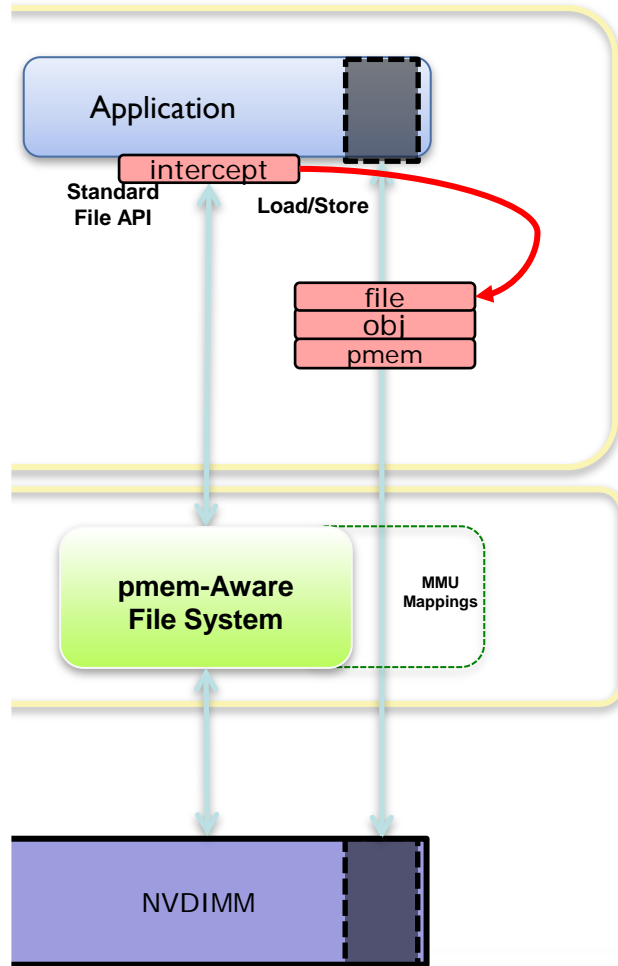 Application
intercept
Standard
File API
Load/Store
file
obj
pmem
pmem-Aware
File System
MMU
Mappings
NVDIMM